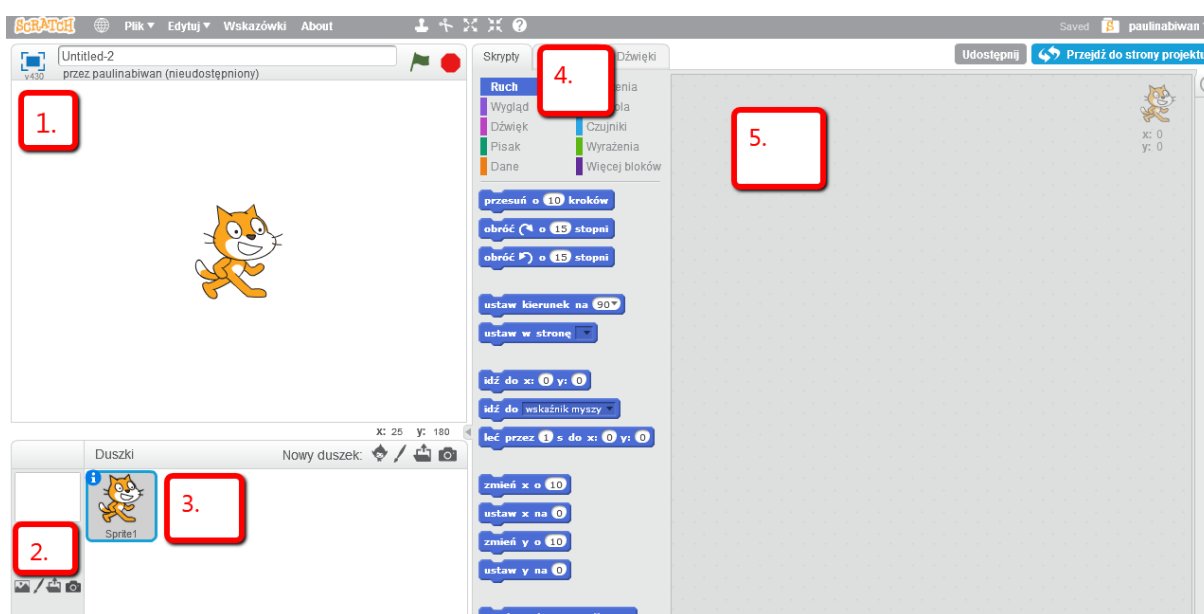 SCRATCH Plik Edytuj Wskazówki About Saved paulinabiwan
Untitled-2
v430 przez paulinabiwan (nieudostępniony)
Skrypty Dźwięki
Udostępnij Przejdź do strony projektu
1.
4.
5.
Ruch
Wygląd
Dźwięk Czujniki
Pisak Wyrażenia
Dane Więcej bloków
x: 0
y: 0
przesuń o 10 kroków
obróć o 15 stopni
obróć o 15 stopni
ustaw kierunek na 90
ustaw w stronę
idź do x: 0 y: 0
idź do wskaźnik myszy
leć przez 1 s do x: 0 y: 0
zmień x o 10
ustaw x na 0
zmień y o 10
ustaw y na 0
X: 25 y: 180
Duszki Nowy duszek:
Sprite1
3.
2.